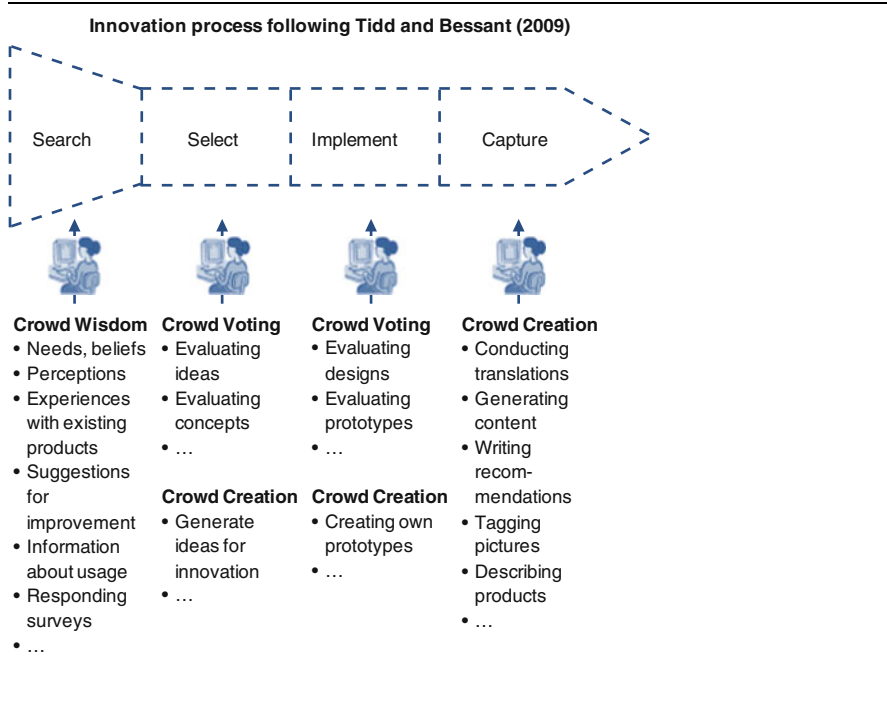 Innovation process following Tidd and Bessant (2009)
Search
Select
Implement
Capture
Crowd Wisdom
• Needs, beliefs
• Perceptions
• Experiences
with existing
products
• Suggestions
for
improvement
• Information
about usage
• Responding
surveys
• …
Crowd Voting
• Evaluating
ideas
• Evaluating
concepts
• …
Crowd Creation
• Generate
ideas for
innovation
• …
Crowd Voting
• Evaluating
designs
• Evaluating
prototypes
• …
Crowd Creation
• Creating own
prototypes
• …
Crowd Creation
• Conducting
translations
• Generating
content
• Writing
recom-
mendations
• Tagging
pictures
• Describing
products
• …